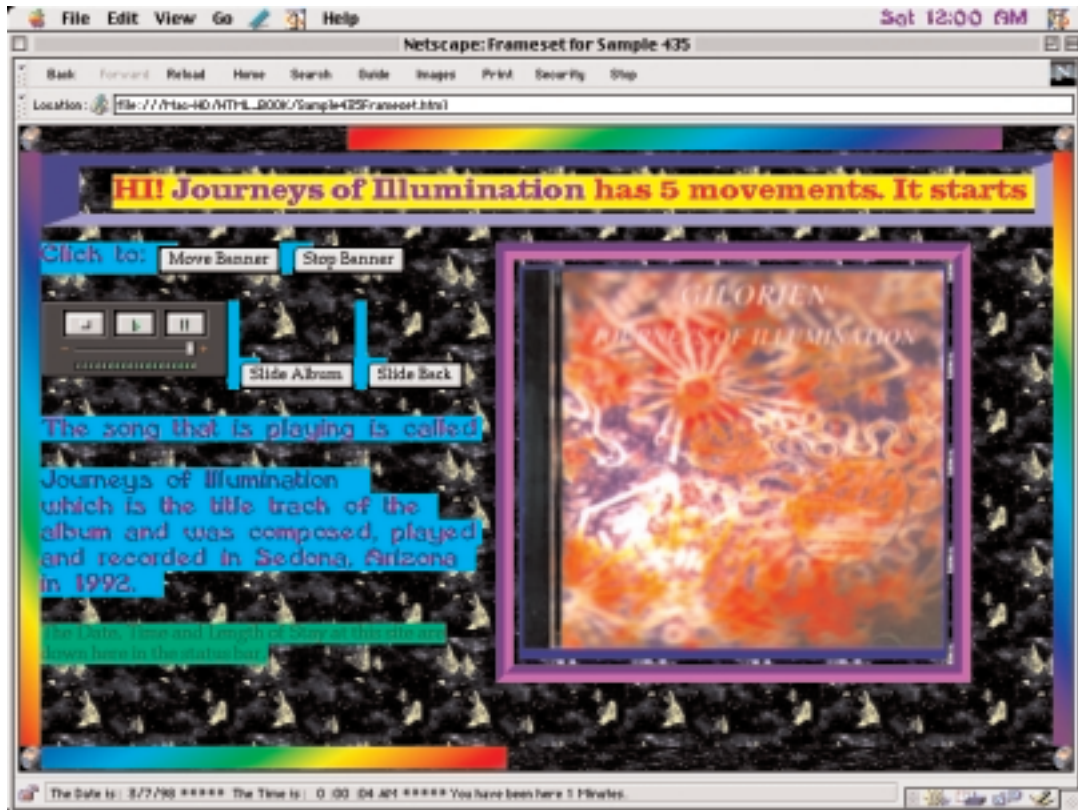 File Edit View Go Help
Sat 12:00 AM
Netscape: Frameset for Sample 435
Back Forward Reload Home Search Guide Images Print Security Stop
Location: file:///Mac-HD/HTML_BOOK/Sample435Frameset.html
HI! Journeys of Illumination has 5 movements. It starts
Click to: Move Banner Stop Banner
GILORIEN
JOURNEYS OF ILLUMINATION
Slide Album Slide Back
The song that is playing is called
Journeys of Illumination
which is the title track of the
album and was composed, played
and recorded in Sedona, Arizona
in 1992.
The Date, Time and Length of Stay at this site are
down here in the status bar.
The Date is: 8/7/98 ***** The Time is: 0:00:04 AM ***** You have been here 1 Minutes.